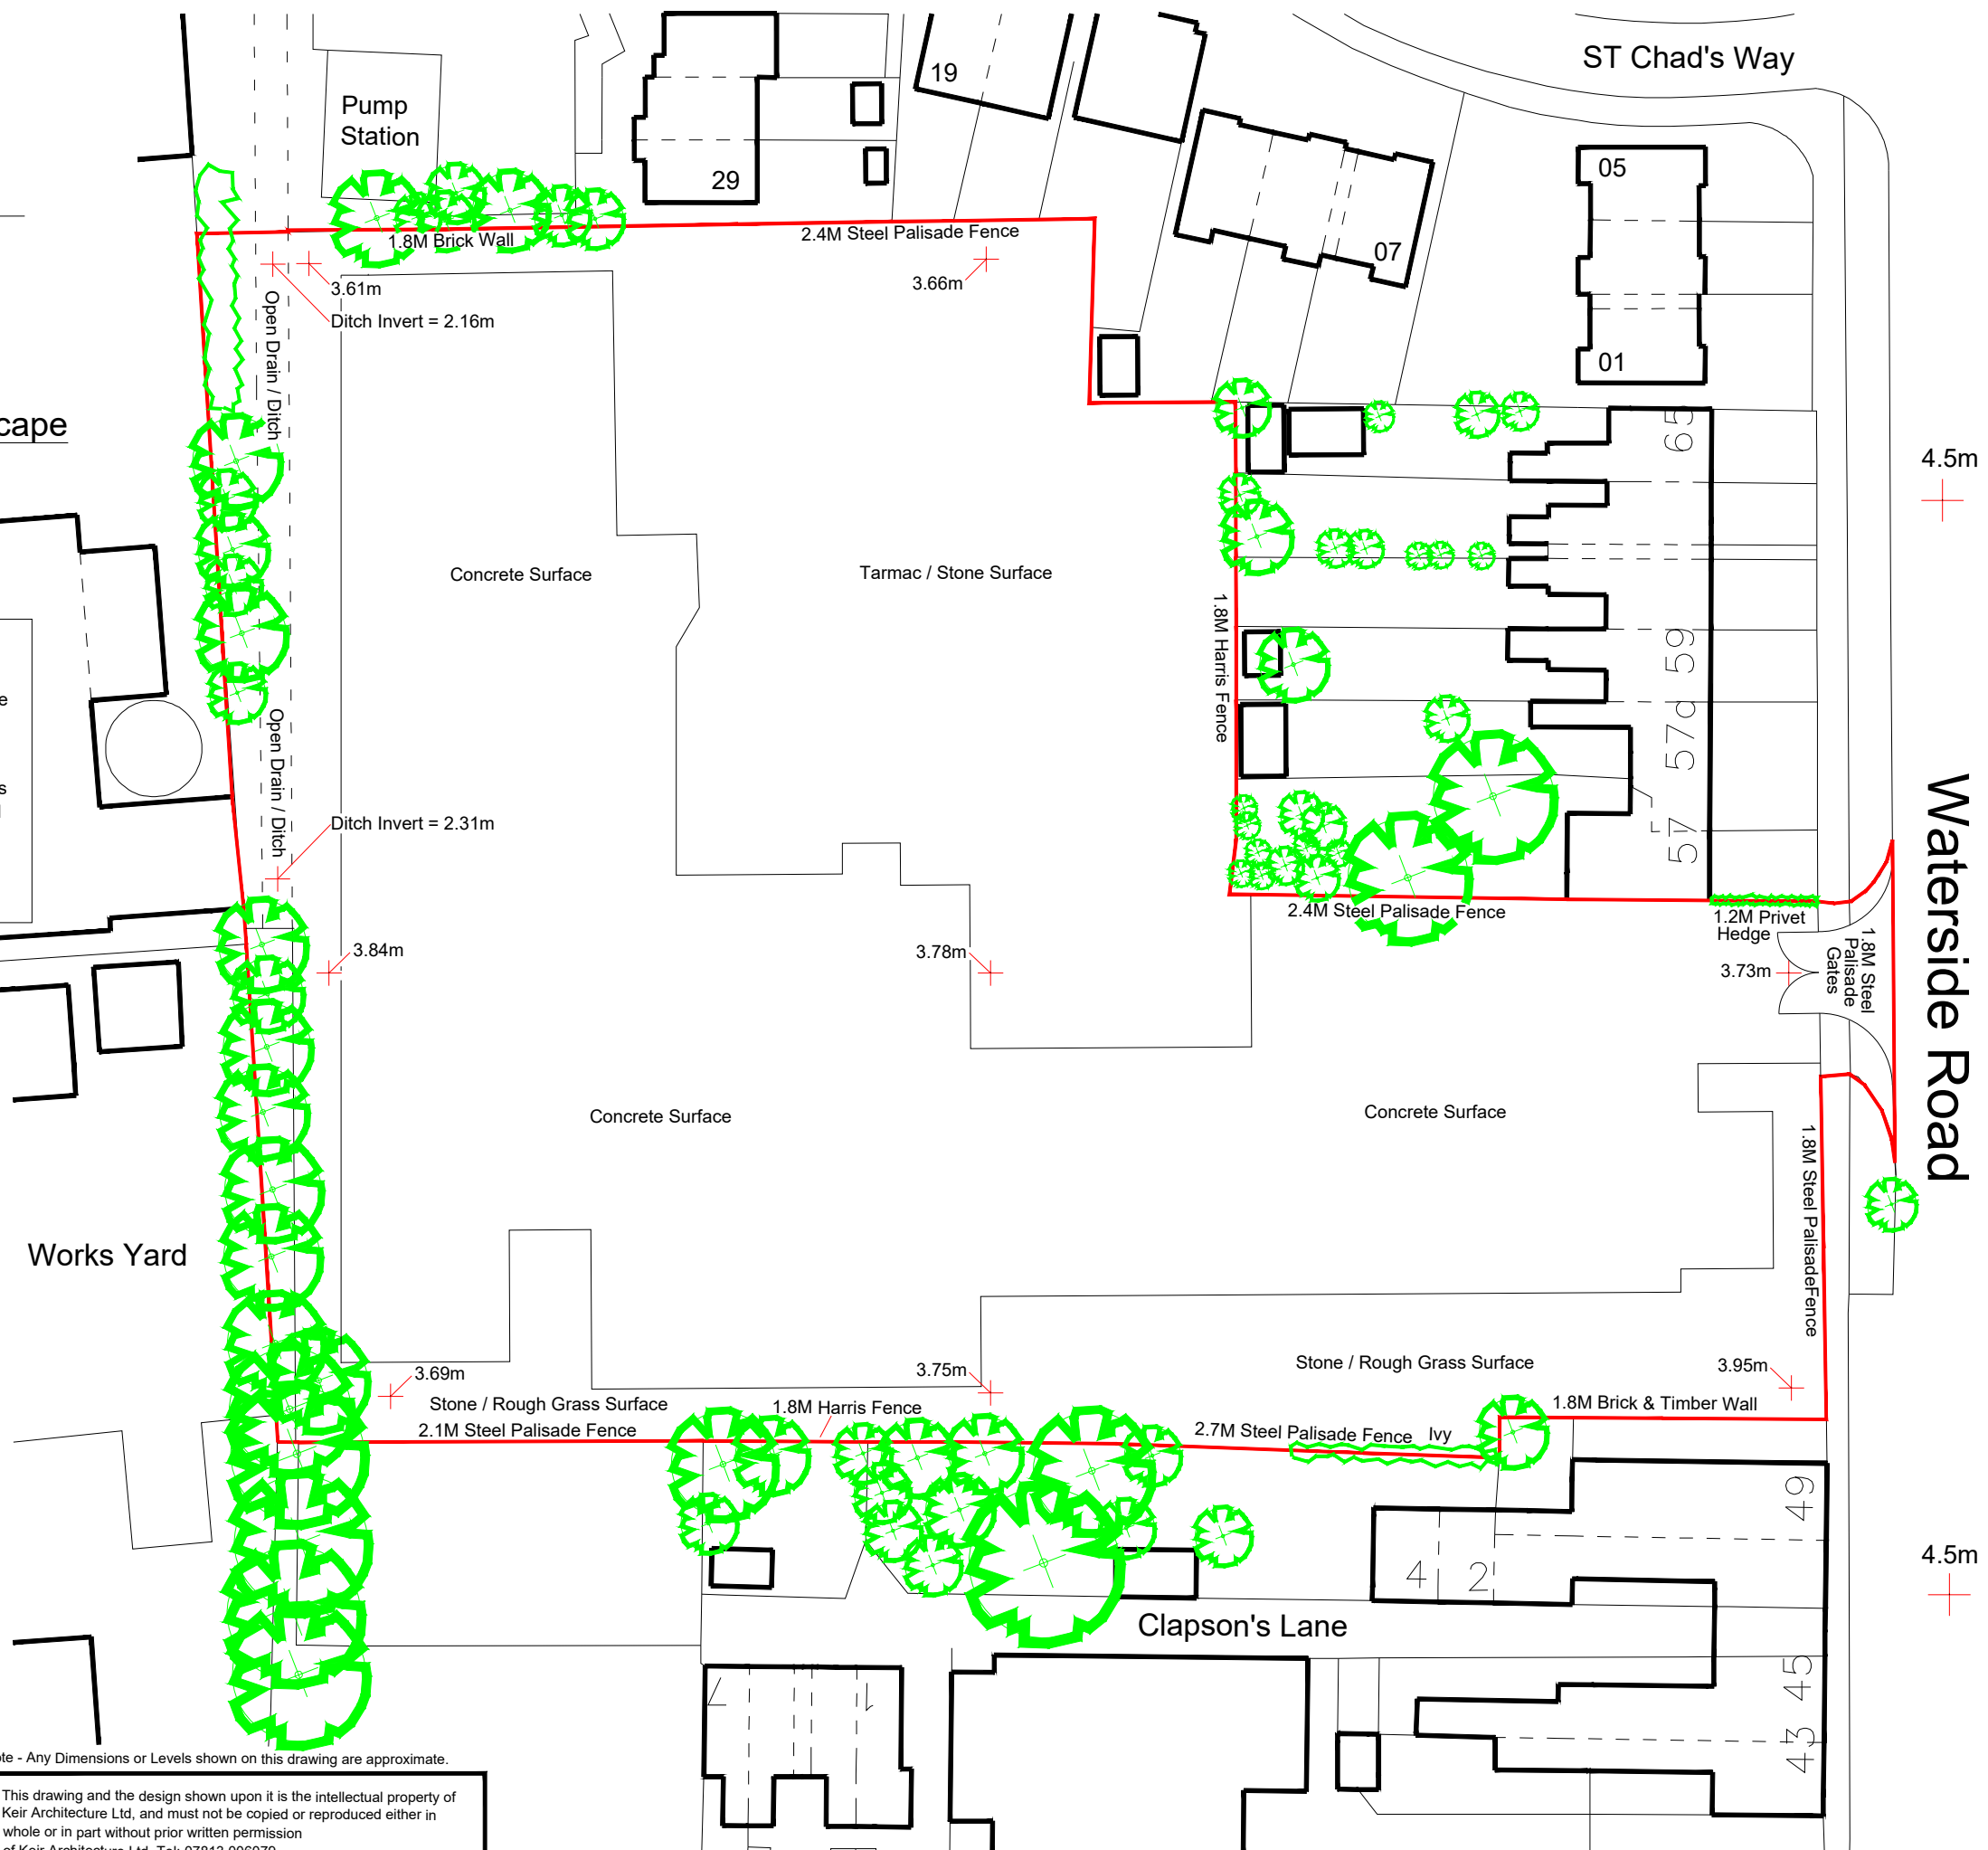 ST Chad's Way
Pump
Station
19
29
05
07
01
1.8M Brick Wall
2.4M Steel Palisade Fence
3.61m
3.66m
Ditch Invert = 2.16m
Open Drain / Ditch
cape
65
4.5m
Concrete Surface
Tarmac / Stone Surface
1.8M Harris Fence
59
57a
57
e
s
Open Drain / Ditch
Ditch Invert = 2.31m
Waterside Road
2.4M Steel Palisade Fence
1.2M Privet
Hedge
1.8M Steel
Palisade
Gates
3.84m
3.78m
3.73m
Concrete Surface
Concrete Surface
1.8M Steel PalisadeFence
Works Yard
3.69m
3.75m
Stone / Rough Grass Surface
3.95m
Stone / Rough Grass Surface
1.8M Harris Fence
1.8M Brick & Timber Wall
2.1M Steel Palisade Fence
2.7M Steel Palisade Fence
Ivy
49
4
2
4.5m
Clapson's Lane
45
43
te - Any Dimensions or Levels shown on this drawing are approximate.
This drawing and the design shown upon it is the intellectual property of
Keir Architecture Ltd, and must not be copied or reproduced either in
whole or in part without prior written permission
of Keir Architecture Ltd. Tel: 07813 006979